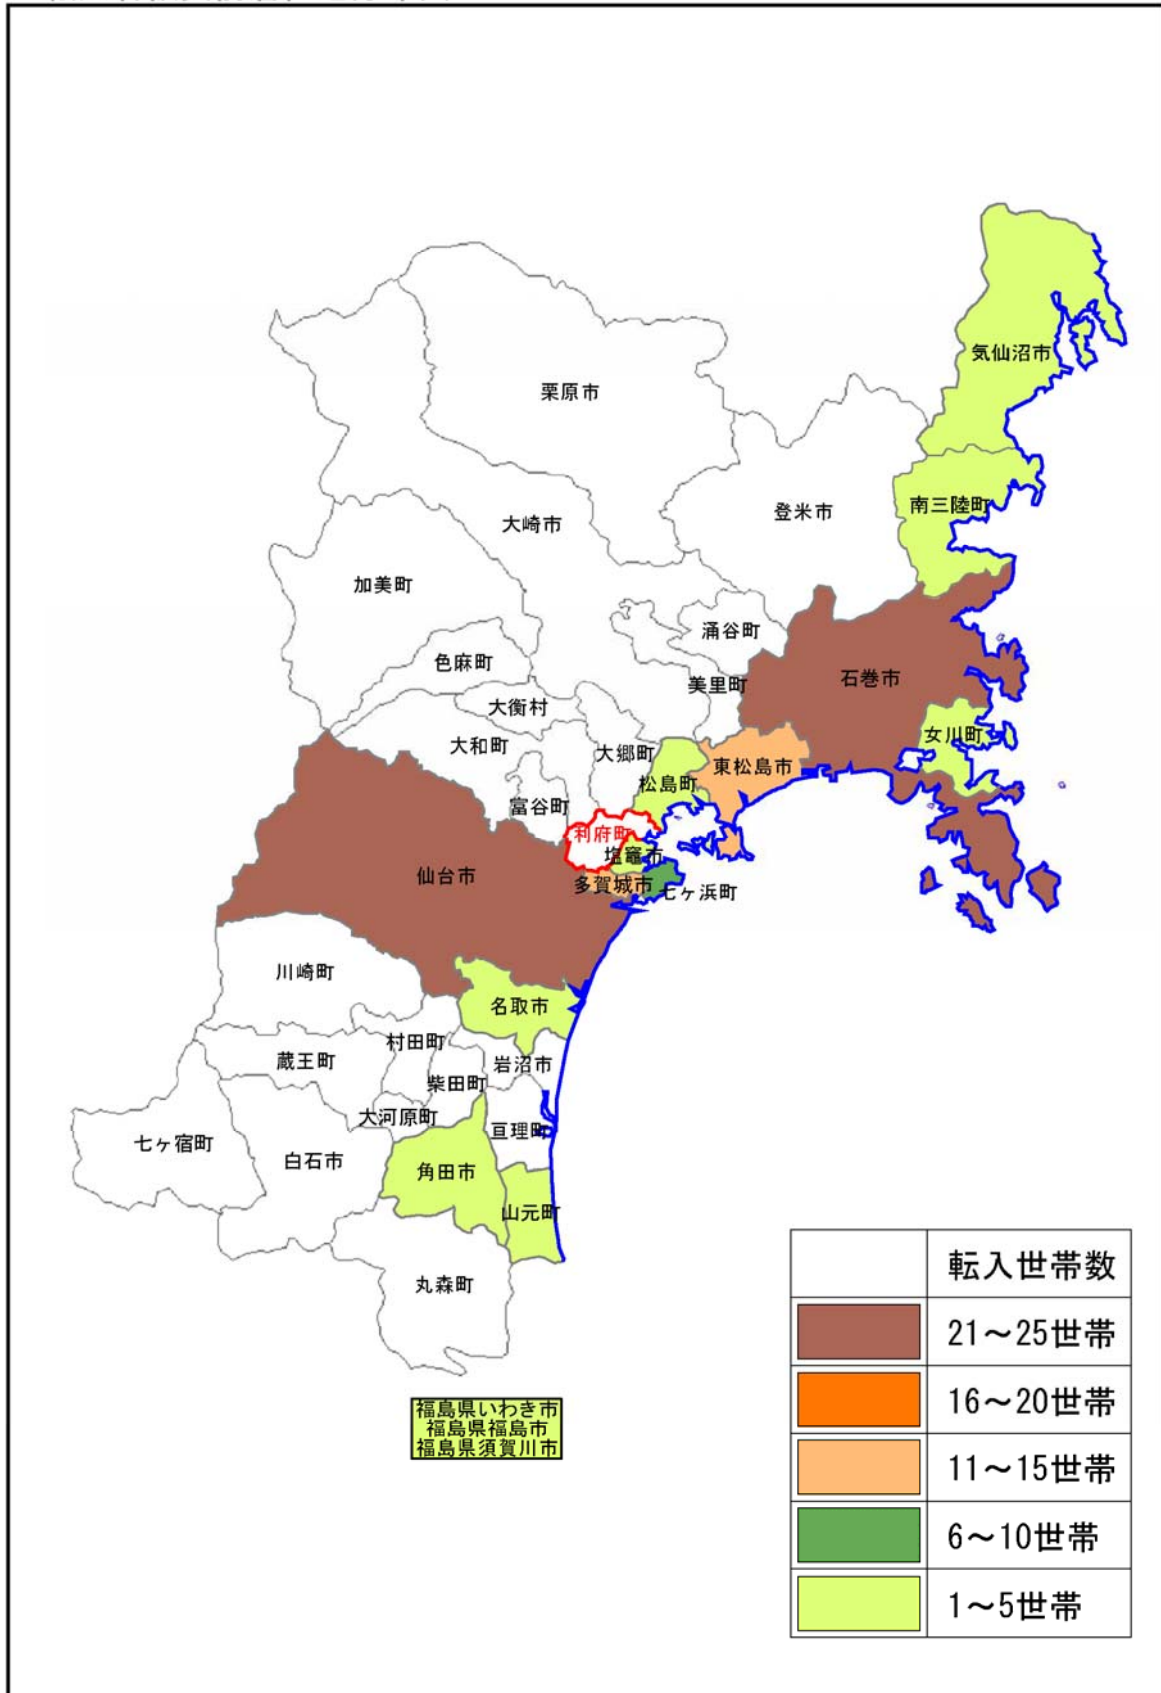 気仙沼市
栗原市
南三陸町
登米市
大崎市
加美町
涌谷町
色麻町
石巻市
美里町
大衡村
女川町
大和町
大郷町
東松島市
松島町
富谷町
利府町
塩竈市
仙台市
多賀城市
七ヶ浜町
川崎町
名取市
村田町
蔵王町
岩沼市
柴田町
大河原町
亘理町
七ヶ宿町
白石市
角田市
山元町
丸森町
福島県いわき市
福島県福島市
福島県須賀川市
転入世帯数
21～25世帯
16～20世帯
11～15世帯
6～10世帯
1～5世帯